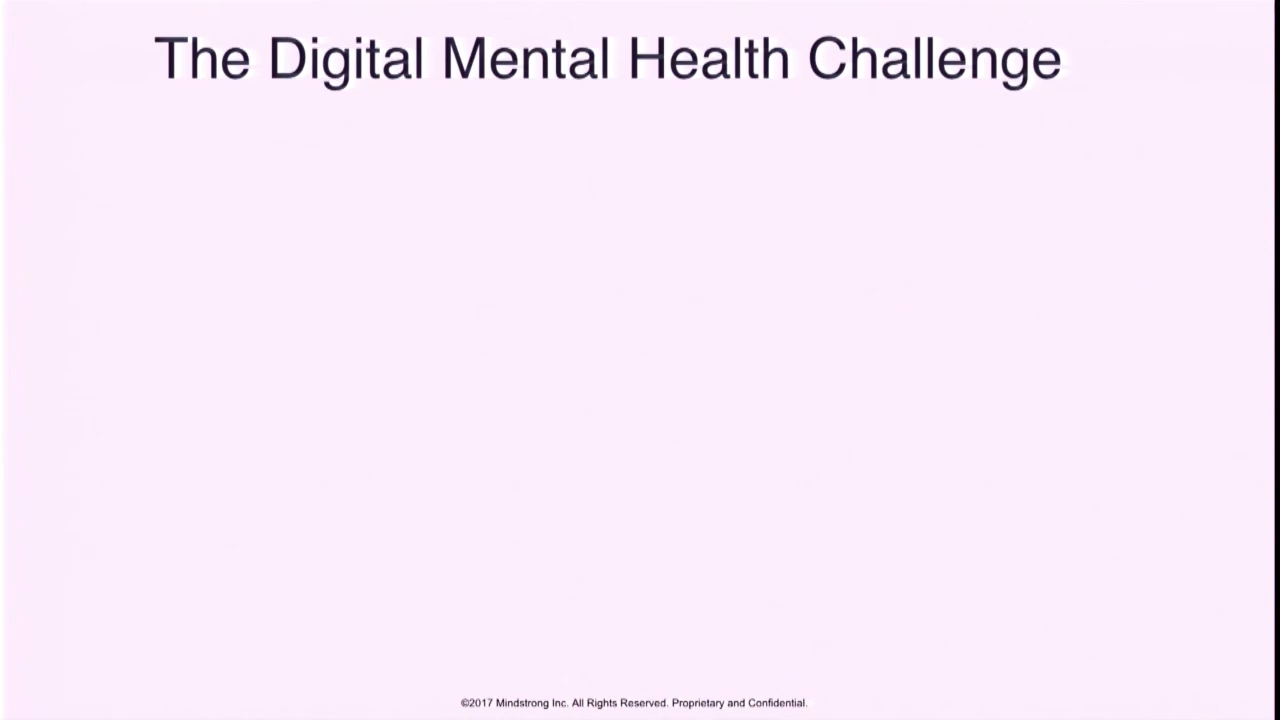 The Digital Mental Health Challenge
©2017 Mindstrong Inc. All Rights Reserved. Proprietary and Confidential.